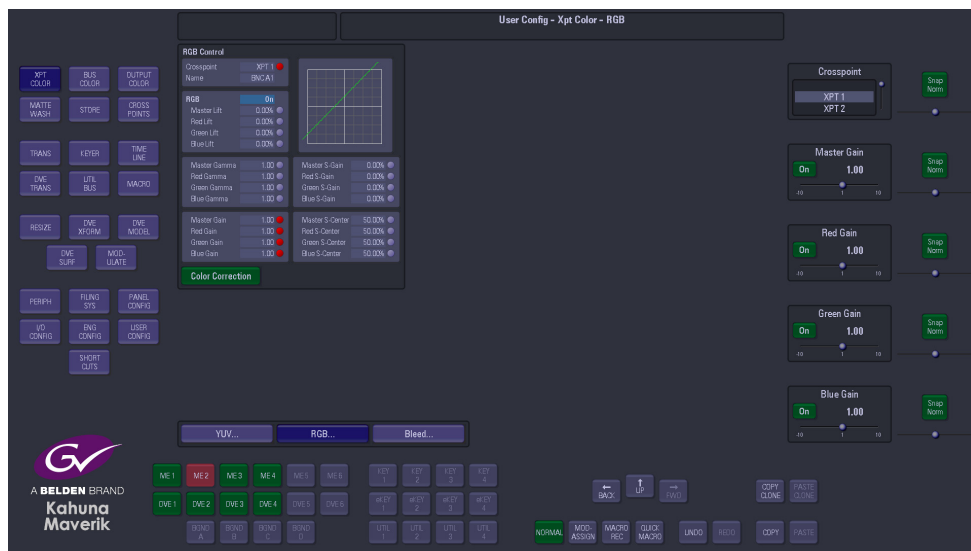 User Config - Xpt Color - RGB
XPT COLOR
BUS COLOR
OUTPUT COLOR
MATTE WASH
STORE
CROSS POINTS
TRANS
KEYER
TIME LINE
DVE TRANS
UTIL BUS
MACRO
RESIZE
DVE XFORM
DVE MODEL
DVE SURF
MOD-ULATE
PERIPH
FILING SYS
PANEL CONFIG
I/O CONFIG
ENG CONFIG
USER CONFIG
SHORT CUTS
RGB Control
Crosspoint XPT 1
Name BNC A1
RGB On
Master Lift 0.00%
Red Lift 0.00%
Green Lift 0.00%
Blue Lift 0.00%
Master Gamma 1.00
Red Gamma 1.00
Green Gamma 1.00
Blue Gamma 1.00
Master S-Gain 0.00%
Red S-Gain 0.00%
Green S-Gain 0.00%
Blue S-Gain 0.00%
Master Gain 1.00
Red Gain 1.00
Green Gain 1.00
Blue Gain 1.00
Master S-Center 50.00%
Red S-Center 50.00%
Green S-Center 50.00%
Blue S-Center 50.00%
Color Correction
Crosspoint
XPT 1
XPT 2
Snap Norm
Master Gain
On 1.00
-10 1 10
Snap Norm
Red Gain
On 1.00
-10 1 10
Snap Norm
Green Gain
On 1.00
-10 1 10
Snap Norm
Blue Gain
On 1.00
-10 1 10
Snap Norm
YUV... RGB... Bleed...
GV
A BELDEN BRAND
Kahuna
Maverik
ME 1 ME 2 ME 3 ME 4 ME 5 ME 6
DVE 1 DVE 2 DVE 3 DVE 4 DVE 5 DVE 6
BOND A BOND B BOND C BOND D
KEY 1 KEY 2 KEY 3 KEY 4
eKEY 1 eKEY 2 eKEY 3 eKEY 4
UTIL 1 UTIL 2 UTIL 3 UTIL 4
← BACK ↑ UP → FWD
COPY CLONE PASTE CLONE
NORMAL MOD-ASSIGN MACRO REC QUICK MACRO UNDO REDO COPY PASTE